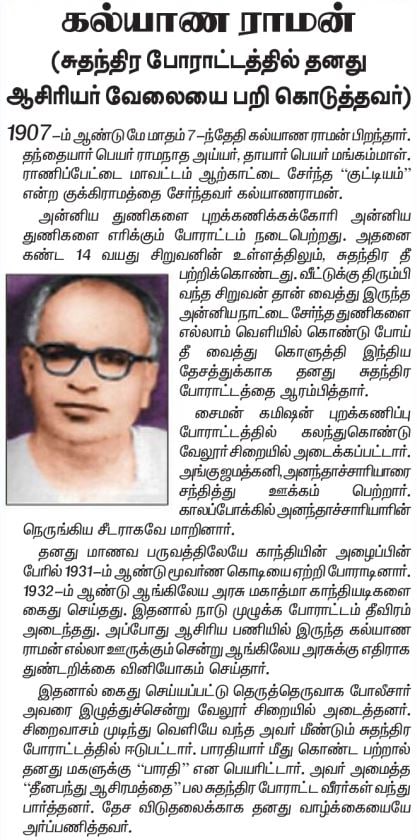 கல்யாண ராமன்
(சுதந்திர போராட்டத்தில் தனது
ஆசிரியர் வேலையை பறி கொடுத்தவர்)
1907-ம் ஆண்டு மே மாதம் 7-ந்தேதி கல்யாண ராமன் பிறந்தார்.
தந்தையார் பெயர் ராமநாத அய்யர், தாயார் பெயர் மங்கம்மாள்.
ராணிப்பேட்டை மாவட்டம் ஆற்காட்டை சேர்ந்த "குட்டியம்"
என்ற குக்கிராமத்தை சேர்ந்தவர் கல்யாணராமன்.
அன்னிய துணிகளை புறக்கணிக்கக்கோரி அன்னிய
துணிகளை எரிக்கும் போராட்டம் நடைபெற்றது. அதனை
கண்ட 14 வயது சிறுவனின் உள்ளத்திலும், சுதந்திர தீ
பற்றிக்கொண்டது. வீட்டுக்கு திரும்பி
வந்த சிறுவன் தான் வைத்து இருந்த
அன்னிய நாட்டை சேர்ந்த துணிகளை
எல்லாம் வெளியில் கொண்டு போய்
தீ வைத்து கொளுத்தி இந்திய
தேசத்துக்காக தனது சுதந்திர
போராட்டத்தை ஆரம்பித்தார்.
சைமன் கமிஷன் புறக்கணிப்பு
போராட்டத்தில் கலந்துகொண்டு
வேலூர் சிறையில் அடைக்கப்பட்டார்.
அங்கு ஜமத்கனி, அனந்தாச்சாரியாரை
சந்தித்து ஊக்கம் பெற்றார்.
காலப்போக்கில் அனந்தாச்சாரியாரின்
நெருங்கிய சீடராகவே மாறினார்.
தனது மாணவ பருவத்திலேயே காந்தியின் அழைப்பின்
பேரில் 1931-ம் ஆண்டு மூவர்ண கொடியை ஏற்றி போராடினார்.
1932-ம் ஆண்டு ஆங்கிலேய அரசு மகாத்மா காந்தியடிகளை
கைது செய்தது. இதனால் நாடு முழுக்க போராட்டம் தீவிரம்
அடைந்தது. அப்போது ஆசிரிய பணியில் இருந்த கல்யாண
ராமன் எல்லா ஊருக்கும் சென்று ஆங்கிலேய அரசுக்கு எதிராக
துண்டறிக்கை வினியோகம் செய்தார்.
இதனால் கைது செய்யப்பட்டு தெருத்தெருவாக போலீசார்
அவரை இழுத்துச்சென்று வேலூர் சிறையில் அடைத்தனர்.
சிறைவாசம் முடிந்து வெளியே வந்த அவர் மீண்டும் சுதந்திர
போராட்டத்தில் ஈடுபட்டார். பாரதியார் மீது கொண்ட பற்றால்
தனது மகளுக்கு "பாரதி" என பெயரிட்டார். அவர் அமைத்த
"தீனபந்து ஆசிரமத்தை" பல சுதந்திர போராட்ட வீரர்கள் வந்து
பார்த்தனர். தேச விடுதலைக்காக தனது வாழ்க்கையையே
அர்ப்பணித்தவர்.